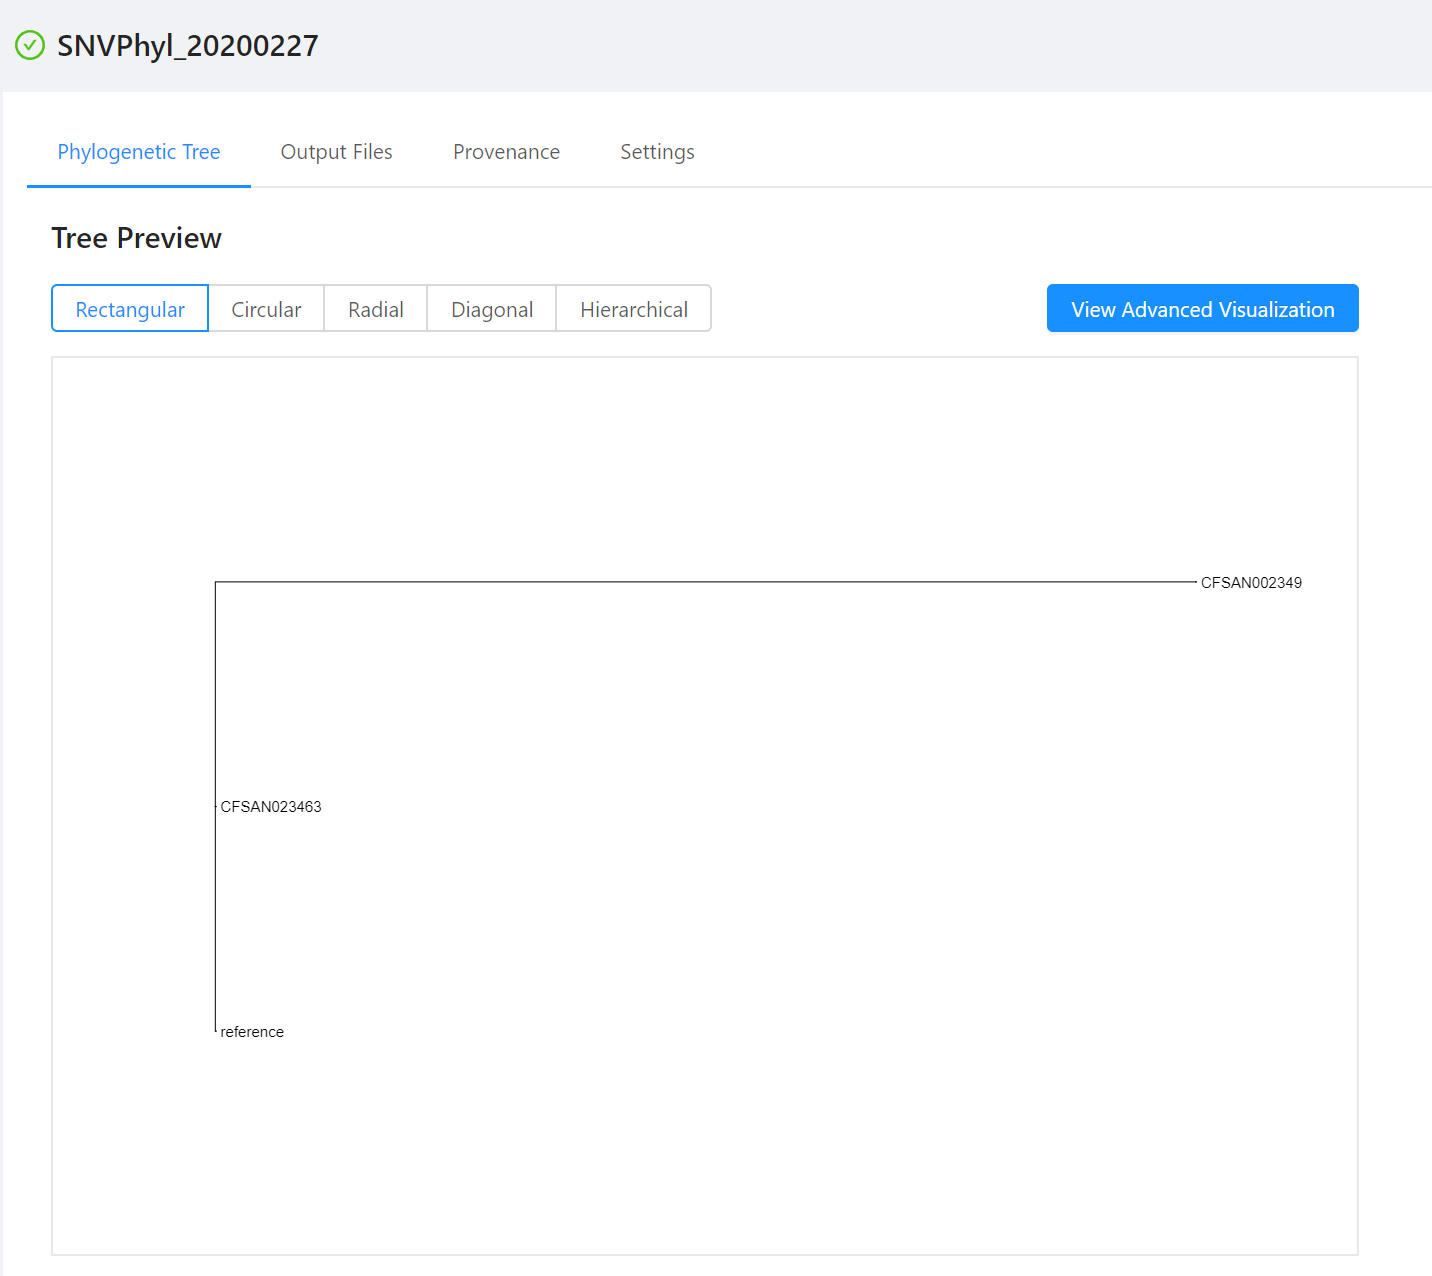 SNVPhyl_20200227
Phylogenetic Tree Output Files Provenance Settings
Tree Preview
Rectangular Circular Radial Diagonal Hierarchical View Advanced Visualization
CFSAN002349
CFSAN023463
reference